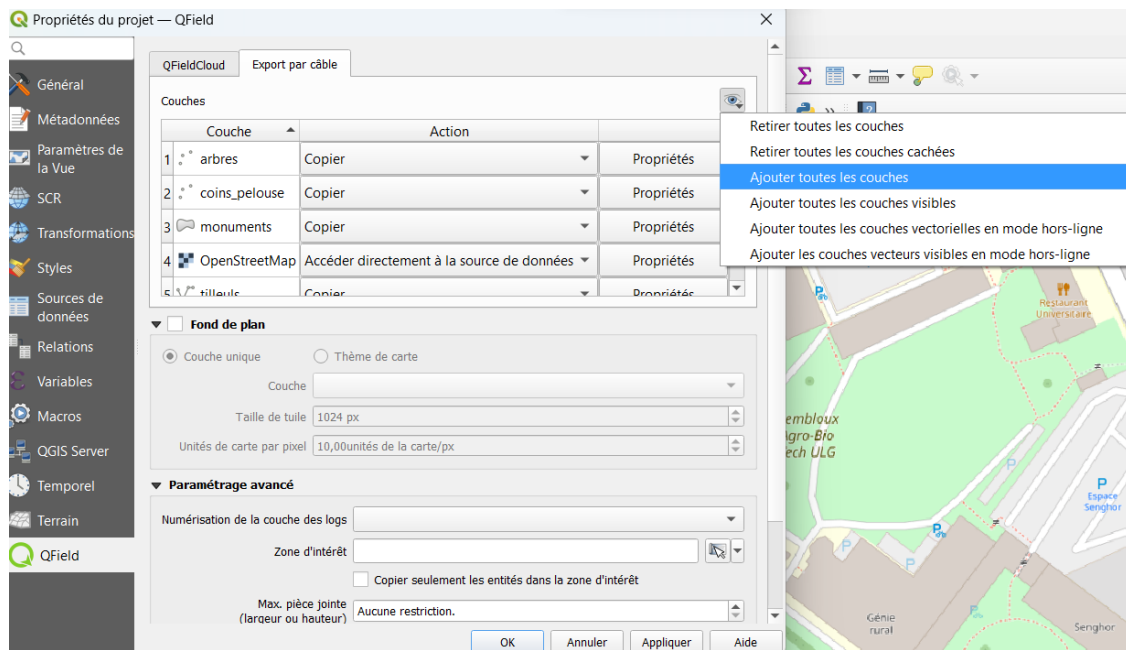 Propriétés du projet — QField
Général
Métadonnées
Paramètres de
la Vue
SCR
Transformations
Styles
Sources de
données
Relations
Variables
Macros
QGIS Server
Temporel
Terrain
QField
QFieldCloud
Export par câble
Couches
Couche Action
1 arbres Copier Propriétés
2 coins_pelouse Copier Propriétés
3 monuments Copier Propriétés
4 OpenStreetMap Accéder directement à la source de données Propriétés
5 tilleuls Copier Propriétés
Fond de plan
Couche unique Thème de carte
Couche
Taille de tuile 1024 px
Unités de carte par pixel 10,00unités de la carte/px
Paramétrage avancé
Numérisation de la couche des logs
Zone d'intérêt
Copier seulement les entités dans la zone d'intérêt
Max. pièce jointe
(largeur ou hauteur) Aucune restriction.
OK Annuler Appliquer Aide
Retirer toutes les couches
Retirer toutes les couches cachées
Ajouter toutes les couches
Ajouter toutes les couches visibles
Ajouter toutes les couches vectorielles en mode hors-ligne
Ajouter les couches vecteurs visibles en mode hors-ligne
P
Restaurant
Universitaire
embloux
Agro-Bio
ech ULG
P
P
Espace
Senghor
P
P
P
Génie
rural
Senghor